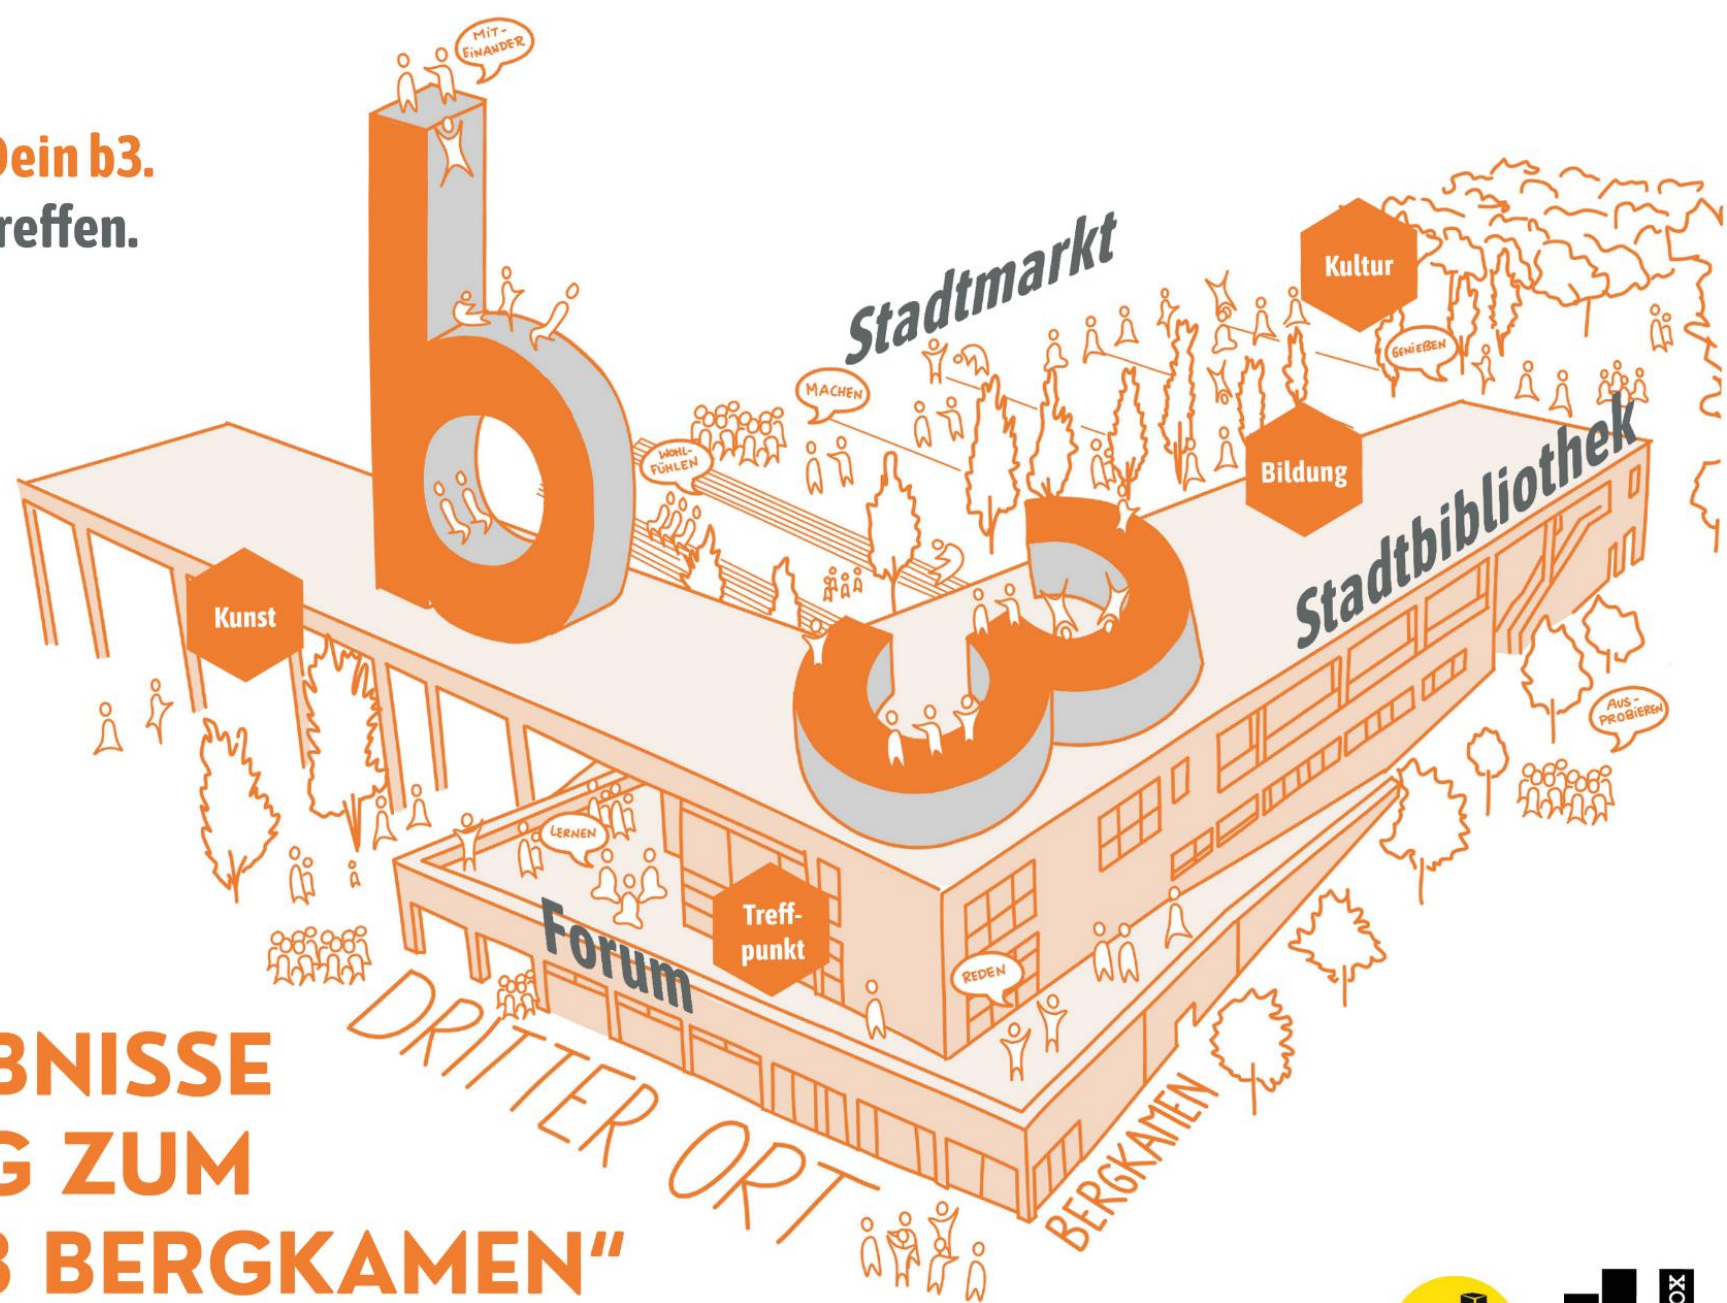 MIT-
EINANDER
Dein b3.
reffen.
Stadtmarkt
Kultur
GENIEßEN
MACHEN
WOHL-
FÜHLEN
Bildung
Stadtbibliothek
Kunst
AUS-
PROBIEREN
LERNEN
Treff-
punkt
Forum
REDEN
DRITTER ORT
BERGKAMEN
BNISSE
G ZUM
3 BERGKAMEN“
OX